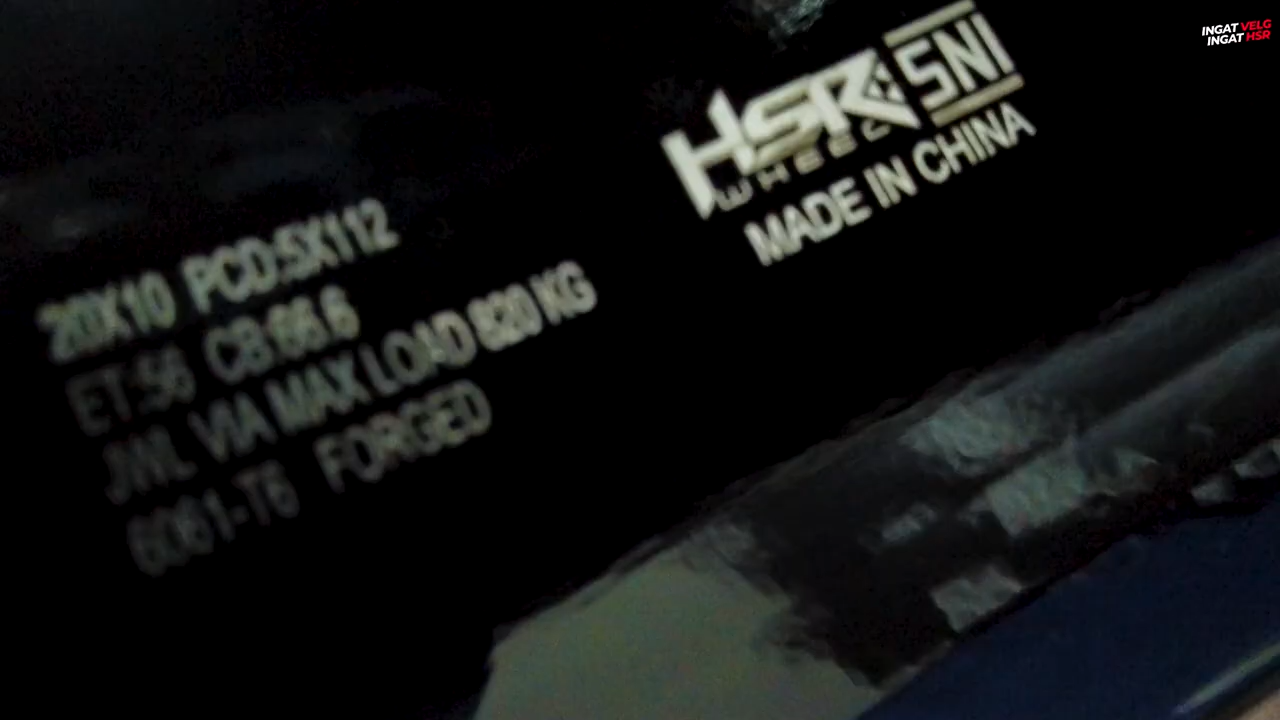 INGAT VELG
INGAT HSR
HSR SNI
WHEEL
MADE IN CHINA
20X10 PCD:5X112
ET:56 CB:66.6
JWL VIA MAX LOAD 820 KG
6061-T6 FORGED